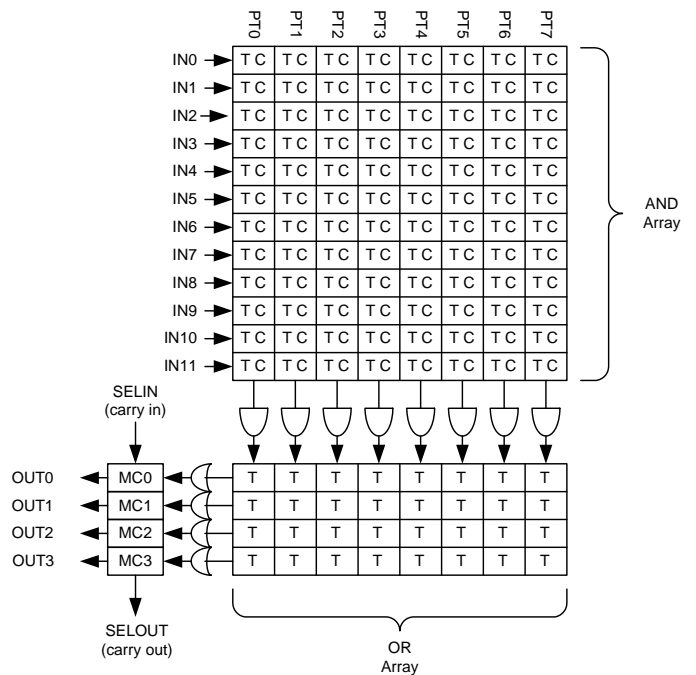 PT0 PT1 PT2 PT3 PT4 PT5 PT6 PT7
IN0 T C T C T C T C T C T C T C T C
IN1 T C T C T C T C T C T C T C T C
IN2 T C T C T C T C T C T C T C T C
IN3 T C T C T C T C T C T C T C T C
IN4 T C T C T C T C T C T C T C T C
IN5 T C T C T C T C T C T C T C T C
IN6 T C T C T C T C T C T C T C T C
IN7 T C T C T C T C T C T C T C T C
IN8 T C T C T C T C T C T C T C T C
IN9 T C T C T C T C T C T C T C T C
IN10 T C T C T C T C T C T C T C T C
IN11 T C T C T C T C T C T C T C T C
AND
Array
SELIN
(carry in)
OUT0 MC0 T T T T T T T T
OUT1 MC1 T T T T T T T T
OUT2 MC2 T T T T T T T T
OUT3 MC3 T T T T T T T T
SELOUT
(carry out)
OR
Array